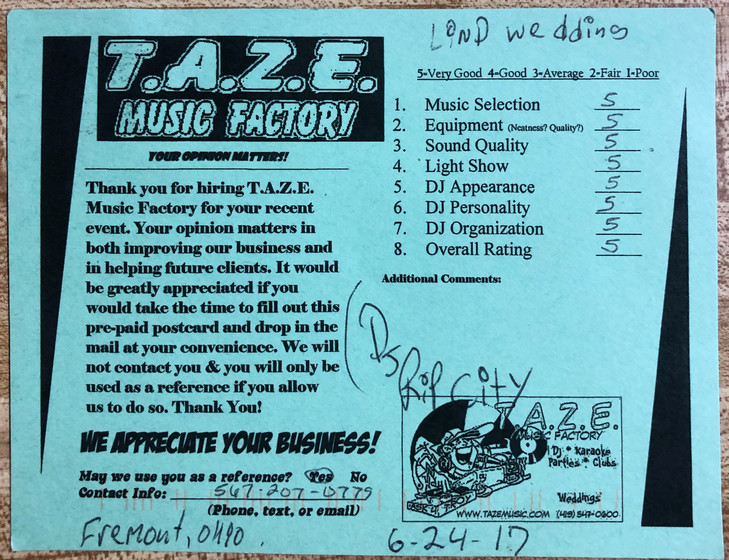 T.A.Z.E.
MUSIC FACTORY
YOUR OPINION MATTERS!
Thank you for hiring T.A.Z.E.
Music Factory for your recent
event. Your opinion matters in
both improving our business and
in helping future clients. It would
be greatly appreciated if you
would take the time to fill out this
pre-paid postcard and drop in the
mail at your convenience. We will
not contact you & you will only be
used as a reference if you allow
us to do so. Thank You!
WE APPRECIATE YOUR BUSINESS!
May we use you as a reference? Yes No
Contact Info: 567-207-0779
(Phone, text, or email)
Fremont, Ohio.
LIND Wedding
5-Very Good 4-Good 3-Average 2-Fair 1-Poor
1. Music Selection 5
2. Equipment (Neatness? Quality?) 5
3. Sound Quality 5
4. Light Show 5
5. DJ Appearance 5
6. DJ Personality 5
7. DJ Organization 5
8. Overall Rating 5
Additional Comments:
DJ
Rip City
T.A.Z.E.
MUSIC FACTORY
Dj * Karaoke
Parties * Clubs
Weddings
WWW.TAZEMUSIC.COM (419) 547-0600
6-24-17